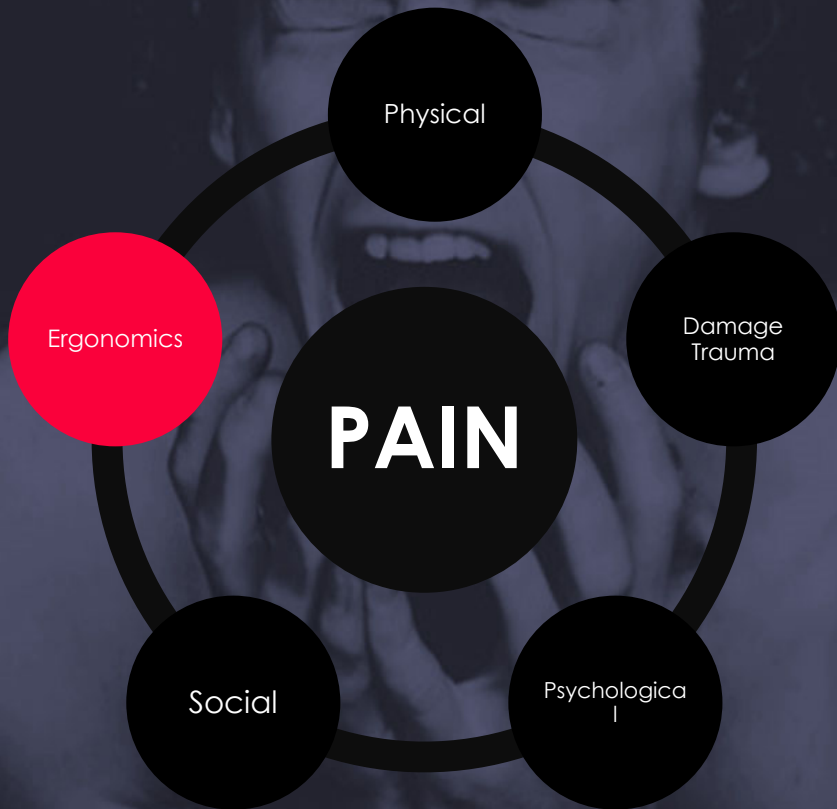 Physical
Ergonomics
Damage
Trauma
PAIN
Social
Psychologica
l